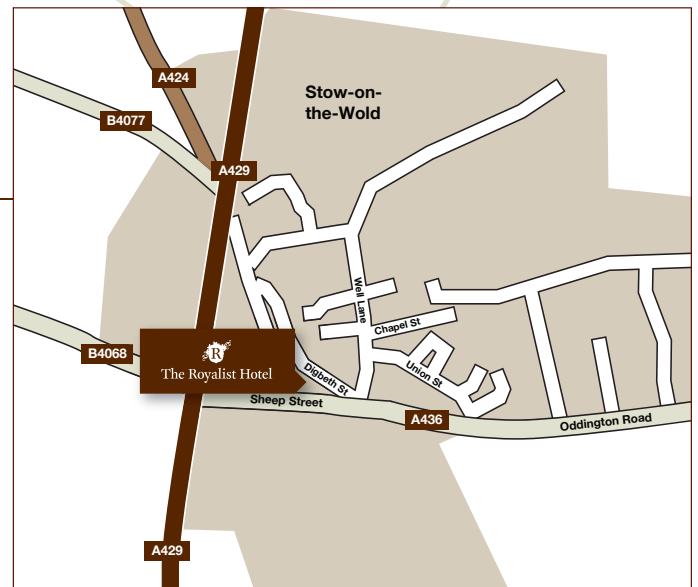 A424
Stow-on-
the-Wold
B4077
A429
Well Lane
Chapel St
B4068
R
The Royalist Hotel
Digbeth St
Union St
Sheep Street
A436
Oddington Road
A429